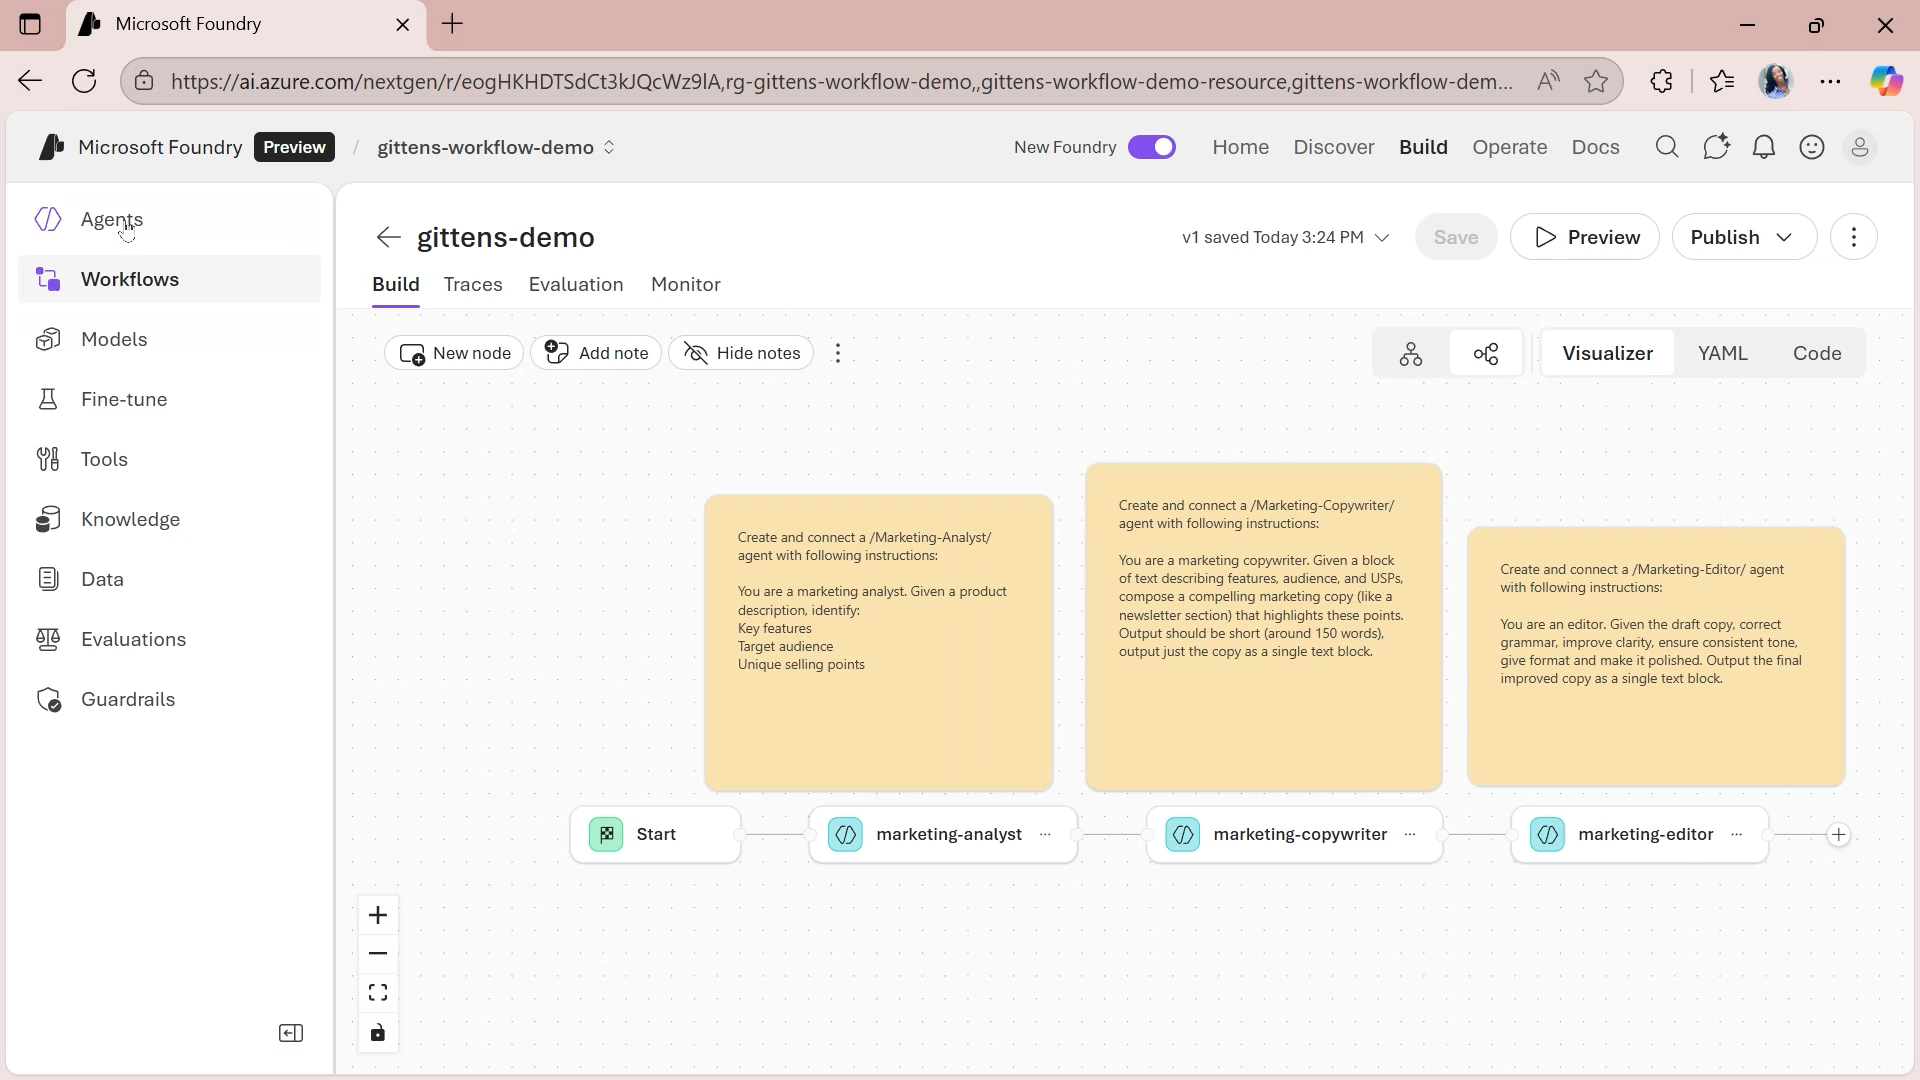 Microsoft Foundry
https://ai.azure.com/nextgen/r/eogHKHDTSdCt3kJQcWz9lA,rg-gittens-workflow-demo,,gittens-workflow-demo-resource,gittens-workflow-dem...
Microsoft Foundry Preview / gittens-workflow-demo
New Foundry Home Discover Build Operate Docs
Agents
Workflows
Models
Fine-tune
Tools
Knowledge
Data
Evaluations
Guardrails
gittens-demo
v1 saved Today 3:24 PM Save Preview Publish
Build Traces Evaluation Monitor
New node Add note Hide notes
Visualizer YAML Code
Create and connect a /Marketing-Analyst/
agent with following instructions:
You are a marketing analyst. Given a product
description, identify:
Key features
Target audience
Unique selling points
Create and connect a /Marketing-Copywriter/
agent with following instructions:
You are a marketing copywriter. Given a block
of text describing features, audience, and USPs,
compose a compelling marketing copy (like a
newsletter section) that highlights these points.
Output should be short (around 150 words),
output just the copy as a single text block.
Create and connect a /Marketing-Editor/ agent
with following instructions:
You are an editor. Given the draft copy, correct
grammar, improve clarity, ensure consistent tone,
give format and make it polished. Output the final
improved copy as a single text block.
Start
marketing-analyst
marketing-copywriter
marketing-editor